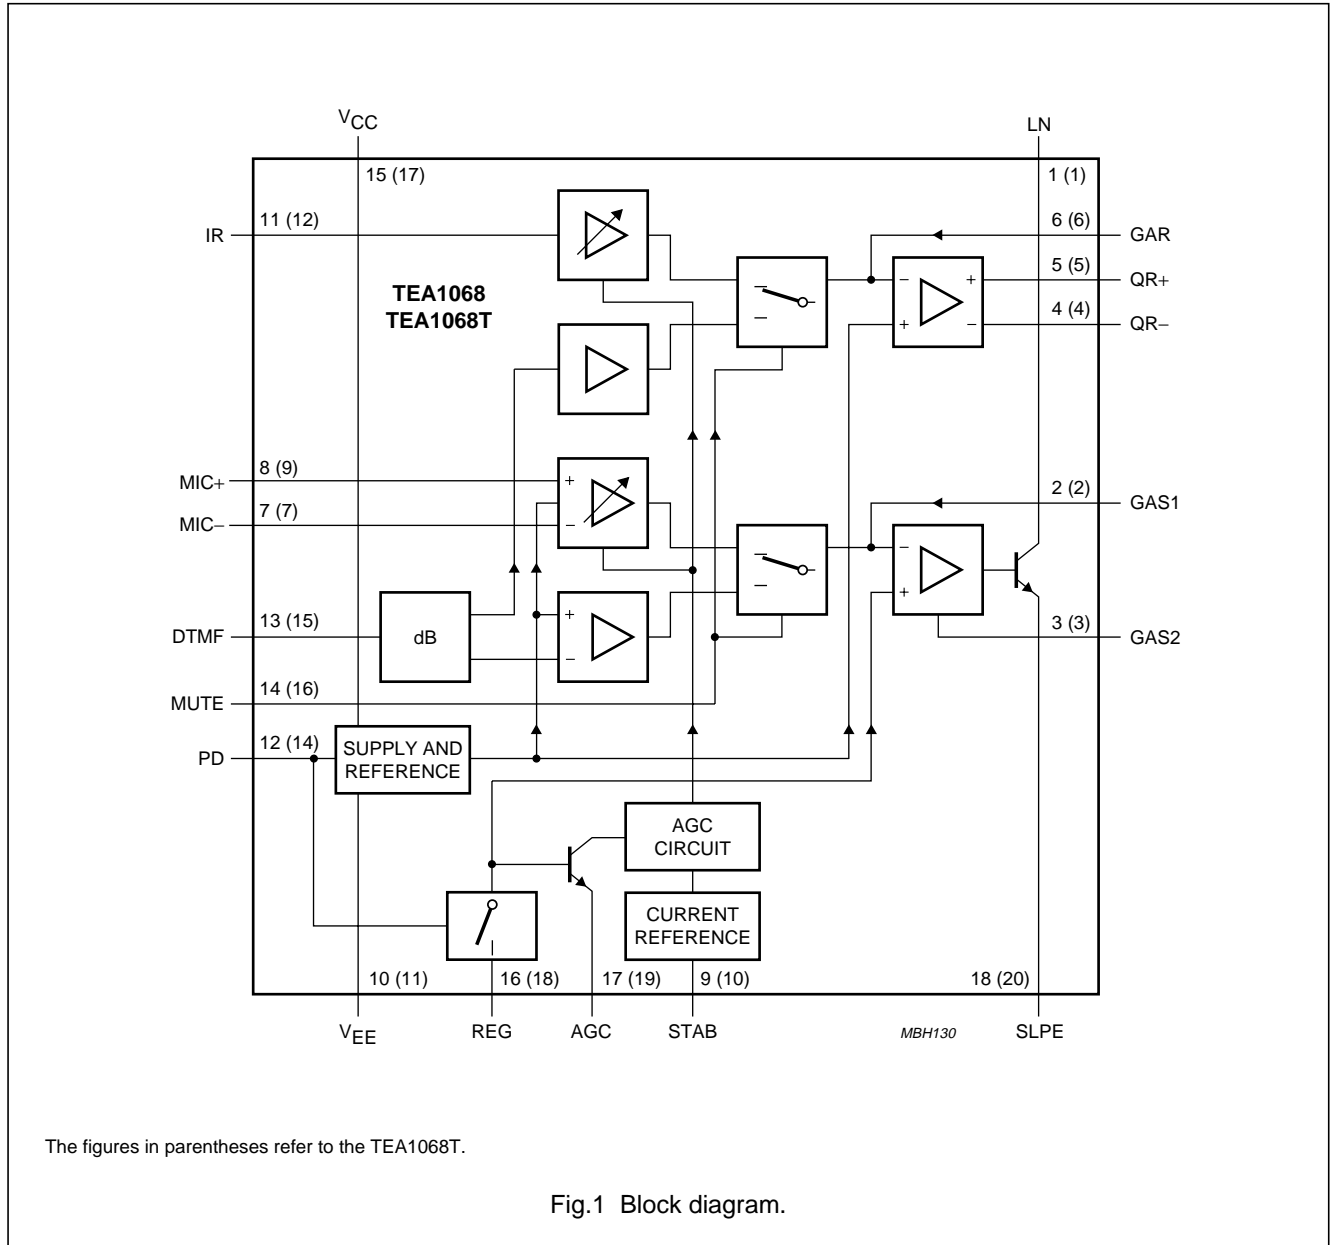 VCC
LN
15 (17)
1 (1)
11 (12)
6 (6)
IR
GAR
5 (5)
TEA1068
+
QR+
−
TEA1068T
4 (4)
+
−
QR−
8 (9)
MIC+
+
2 (2)
7 (7)
GAS1
MIC−
−
−
+
13 (15)
+
3 (3)
DTMF
dB
GAS2
−
14 (16)
MUTE
12 (14)
SUPPLY AND
PD
REFERENCE
AGC
CIRCUIT
CURRENT
REFERENCE
10 (11)
16 (18)
17 (19)
9 (10)
18 (20)
VEE
REG
AGC
STAB
MBH130
SLPE
The figures in parentheses refer to the TEA1068T.
Fig.1 Block diagram.